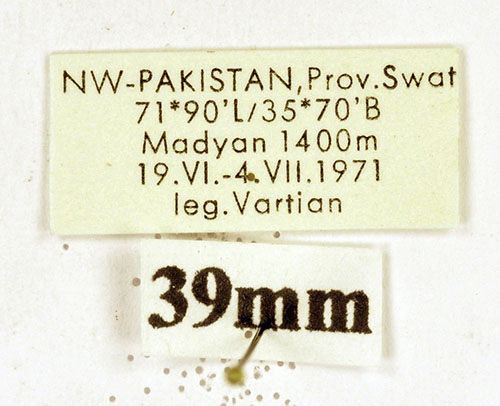 NW-PAKISTAN,Prov.Swat
71*90'L/35*70'B
Madyan 1400m
19.VI.-4.VII.1971
leg.Vartian
39mm